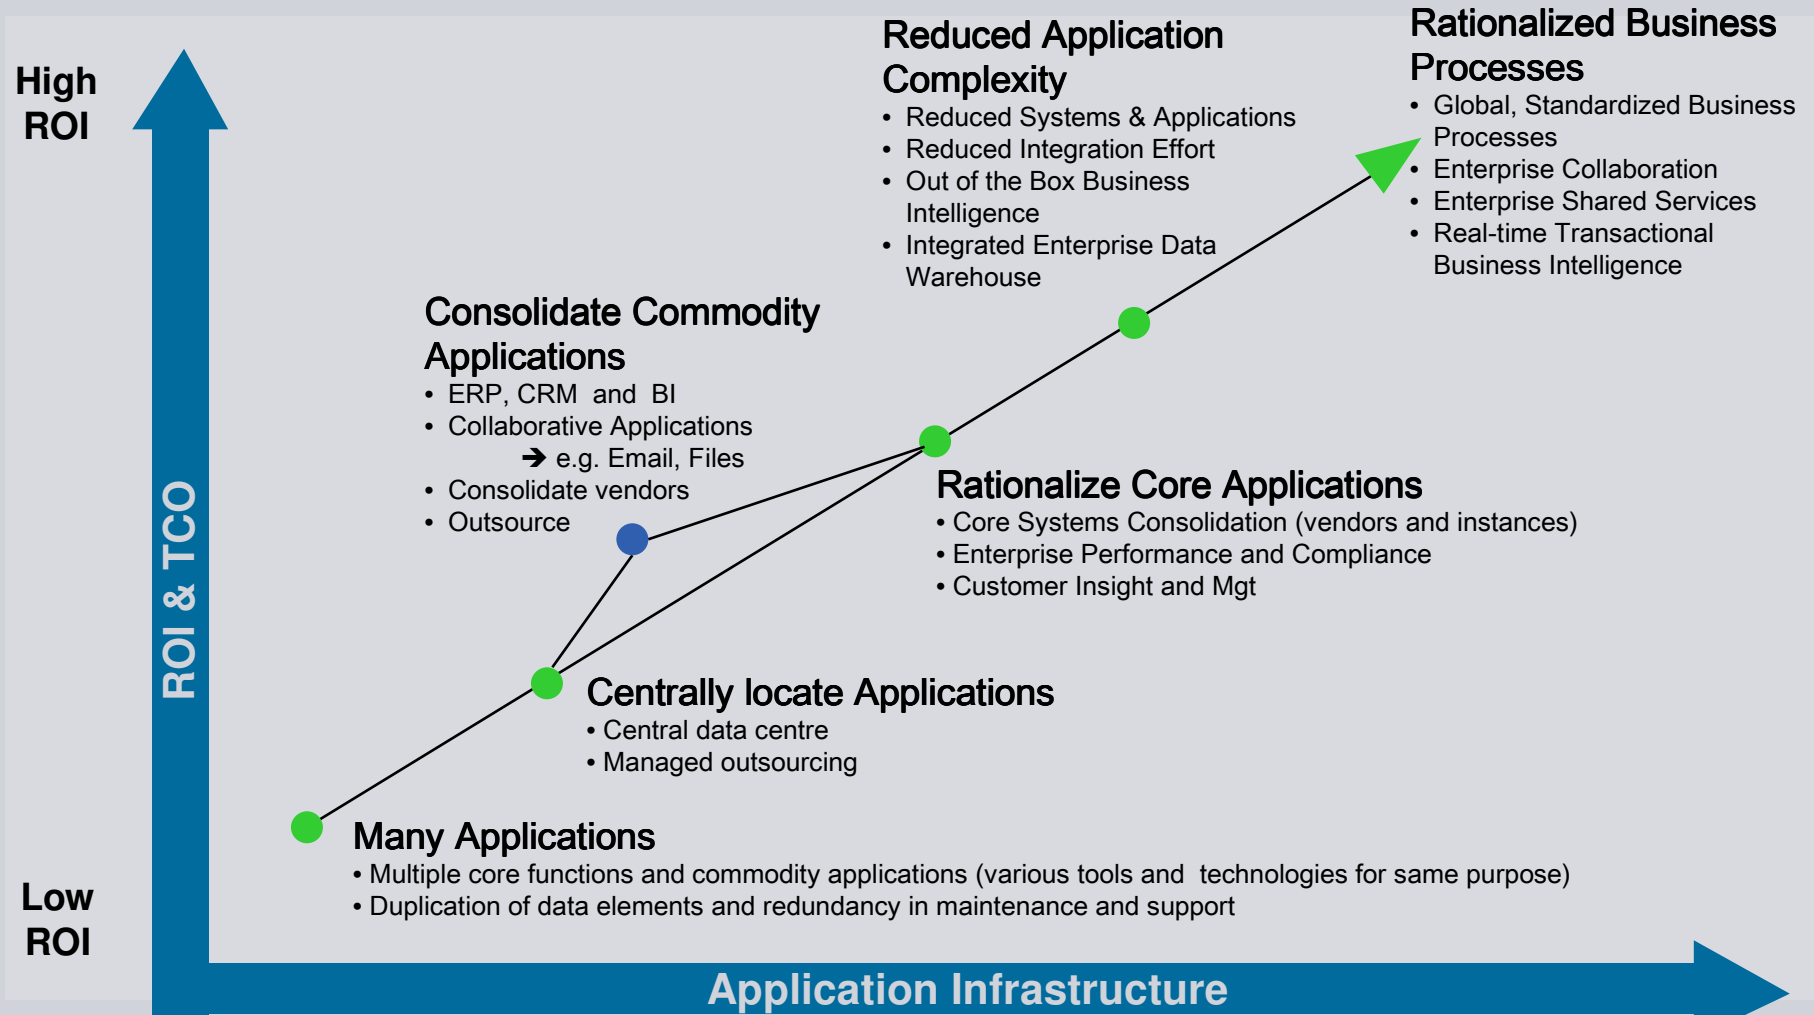 High
ROI
Reduced Application
Complexity
• Reduced Systems & Applications
• Reduced Integration Effort
• Out of the Box Business
Intelligence
• Integrated Enterprise Data
Warehouse
Rationalized Business
Processes
• Global, Standardized Business
Processes
• Enterprise Collaboration
• Enterprise Shared Services
• Real-time Transactional
Business Intelligence
Consolidate Commodity
Applications
• ERP, CRM and BI
• Collaborative Applications
➔ e.g. Email, Files
• Consolidate vendors
• Outsource
Rationalize Core Applications
• Core Systems Consolidation (vendors and instances)
• Enterprise Performance and Compliance
• Customer Insight and Mgt
ROI & TCO
Centrally locate Applications
• Central data centre
• Managed outsourcing
Many Applications
• Multiple core functions and commodity applications (various tools and technologies for same purpose)
• Duplication of data elements and redundancy in maintenance and support
Low
ROI
Application Infrastructure